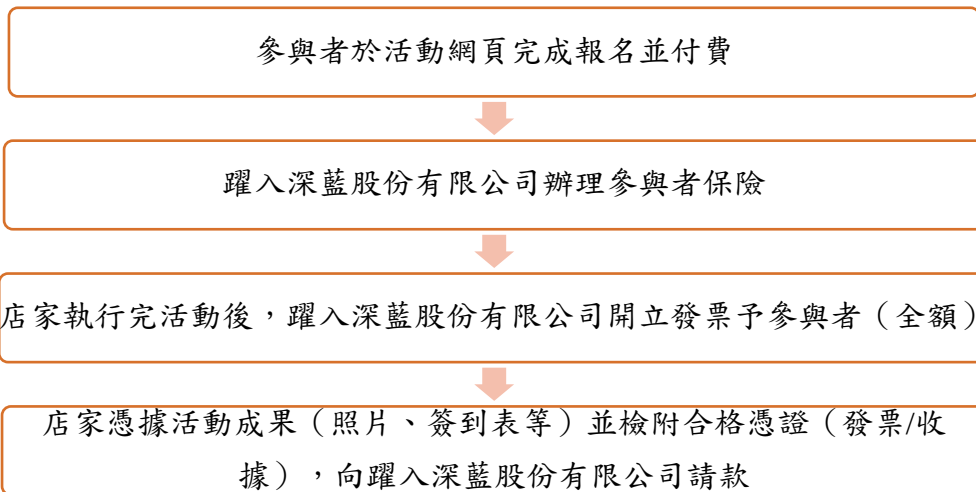 參與者於活動網頁完成報名並付費
躍入深藍股份有限公司辦理參與者保險
店家執行完活動後，躍入深藍股份有限公司開立發票予參與者（全額）
店家憑據活動成果（照片、簽到表等）並檢附合格憑證（發票/收
據），向躍入深藍股份有限公司請款